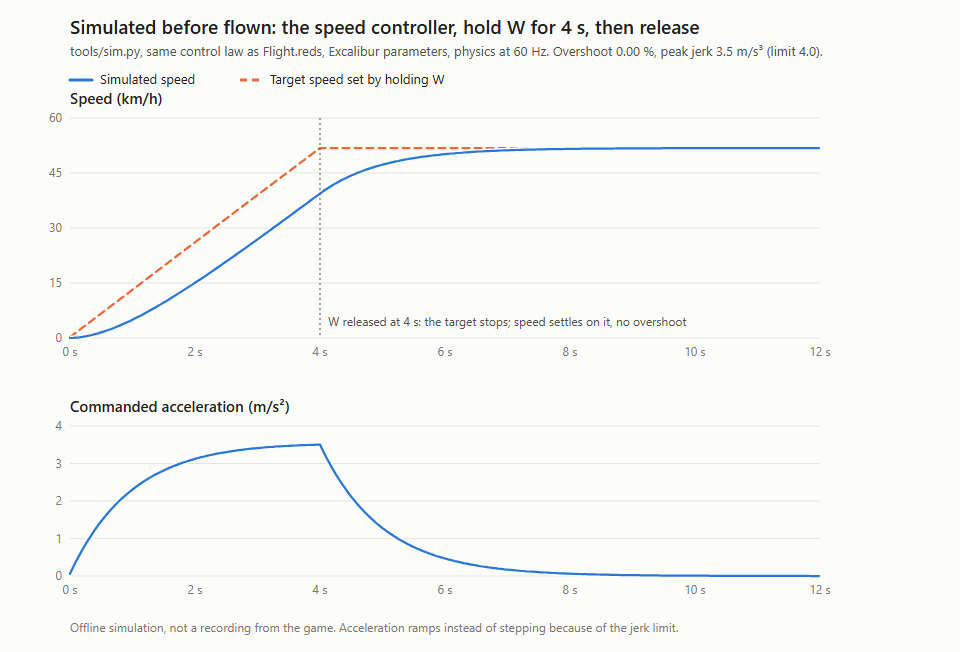 Simulated before flown: the speed controller, hold W for 4 s, then release
tools/sim.py, same control law as Flight.reds, Excalibur parameters, physics at 60 Hz. Overshoot 0.00 %, peak jerk 3.5 m/s³ (limit 4.0).
Simulated speed
Target speed set by holding W
Speed (km/h)
60
45
30
15
0
W released at 4 s: the target stops; speed settles on it, no overshoot
0 s
2 s
4 s
6 s
8 s
10 s
12 s
Commanded acceleration (m/s²)
4
3
2
1
0
0 s
2 s
4 s
6 s
8 s
10 s
12 s
Offline simulation, not a recording from the game. Acceleration ramps instead of stepping because of the jerk limit.